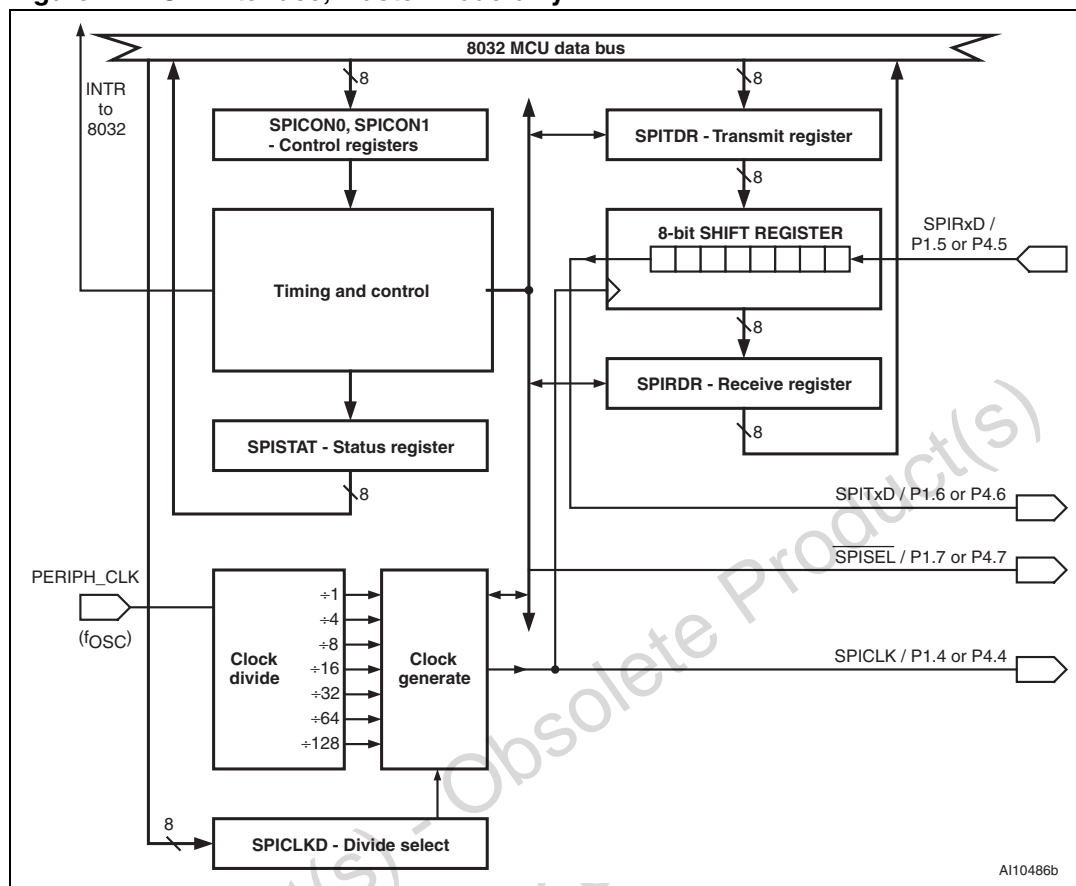 8032 MCU data bus
INTR
to
8032
8
8
SPICON0, SPICON1
- Control registers
SPITDR - Transmit register
8
8-bit SHIFT REGISTER
SPIRxD /
P1.5 or P4.5
Timing and control
8
SPIRDR - Receive register
8
SPISTAT - Status register
8
SPITxD / P1.6 or P4.6
SPISEL / P1.7 or P4.7
PERIPH_CLK
(fOSC)
÷1
÷4
÷8
÷16
÷32
÷64
÷128
Clock
divide
Clock
generate
SPICLK / P1.4 or P4.4
8
SPICLKD - Divide select
AI10486b
(s) - Obsolete Product(s)